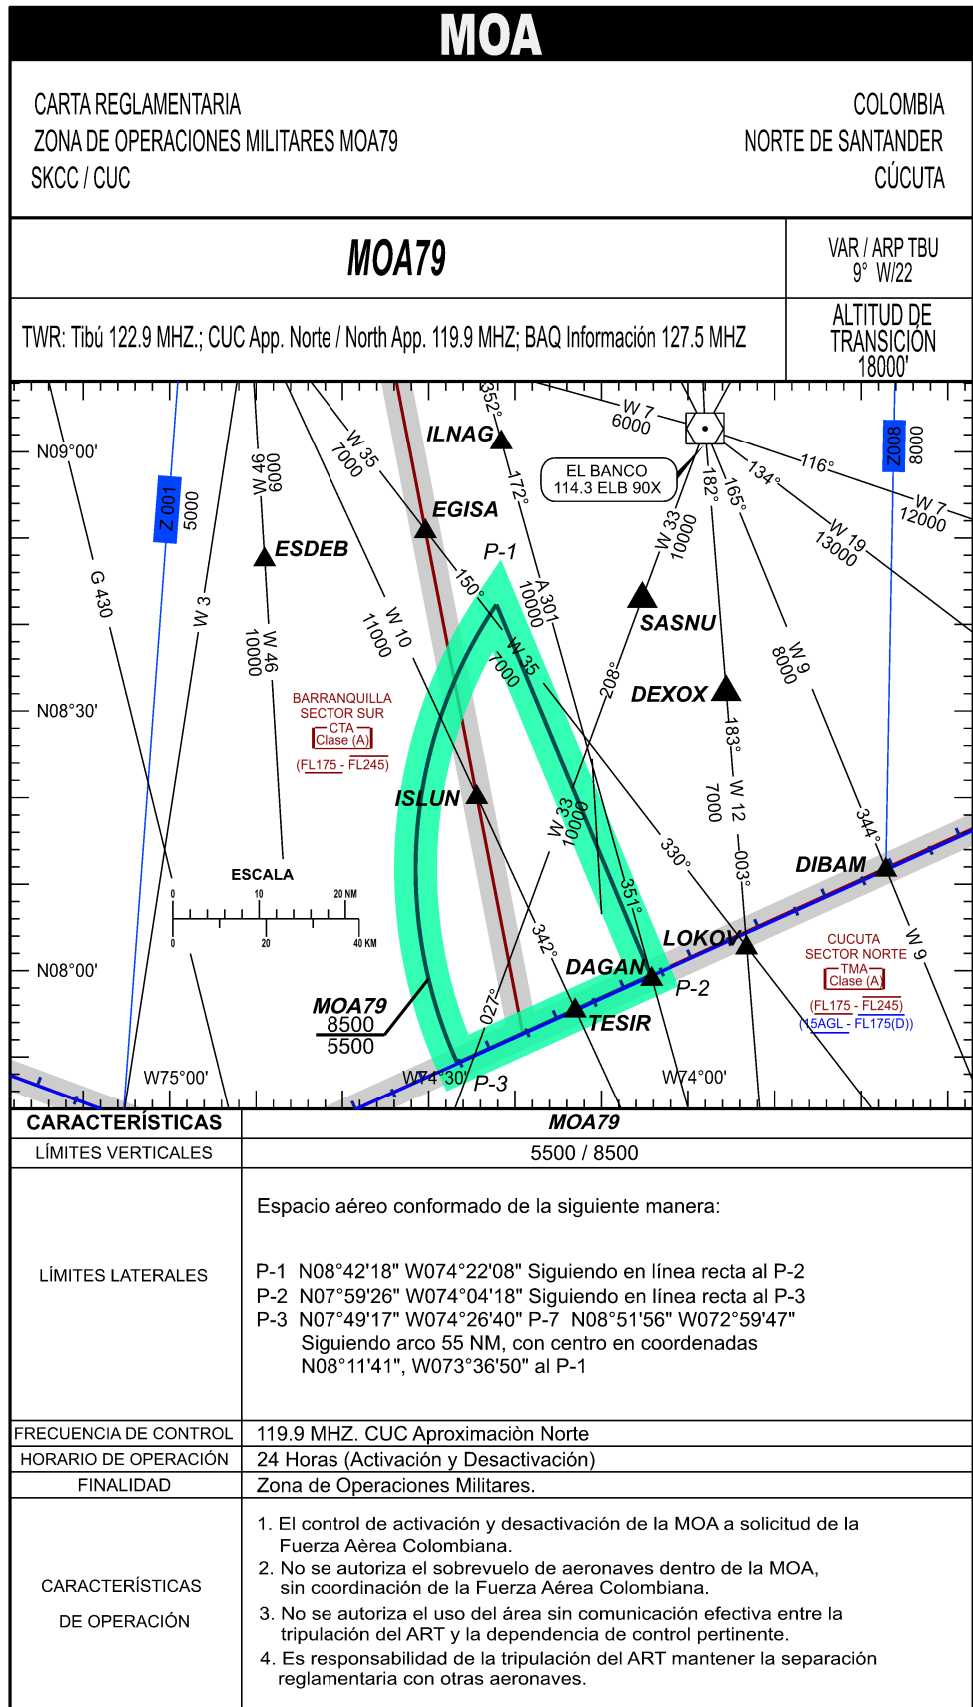 MOA
CARTA REGLAMENTARIA
ZONA DE OPERACIONES MILITARES MOA79
SKCC / CUC
COLOMBIA
NORTE DE SANTANDER
CÚCUTA
MOA79
VAR / ARP TBU
9° W/22
TWR: Tibú 122.9 MHZ.; CUC App. Norte / North App. 119.9 MHZ; BAQ Información 127.5 MHZ
ALTITUD DE
TRANSICIÓN
18000'
352°
W 7
6000
ILNAG
W 35
7000
W 46
6000
N09°00'
Z 001
5000
EL BANCO
114.3 ELB 90X
172°
182°
165°
134°
116°
Z008
8000
W 7
12000
W 19
13000
EGISA
ESDEB
P-1
W 33
10000
G 430
W 3
150°
A 301
10000
W 10
11000
SASNU
W 46
10000
W 35
7000
208°
W 9
8000
DEXOX
BARRANQUILLA
SECTOR SUR
CTA
Clase (A)
(FL175 - FL245)
N08°30'
183°
W 12
7000
ISLUN
W 33
10000
330°
344°
003°
DIBAM
ESCALA
0 10 20 NM
0 20 40 KM
351°
342°
LOKOV
W 9
CUCUTA
SECTOR NORTE
TMA
Clase (A)
(FL175 - FL245)
(15AGL - FL175(D))
N08°00'
DAGAN
P-2
MOA79
8500
5500
027°
TESIR
W75°00'
W74°30'
P-3
W74°00'
CARACTERÍSTICAS
MOA79
LÍMITES VERTICALES
5500 / 8500
LÍMITES LATERALES
Espacio aéreo conformado de la siguiente manera:
P-1 N08°42'18" W074°22'08" Siguiendo en línea recta al P-2
P-2 N07°59'26" W074°04'18" Siguiendo en línea recta al P-3
P-3 N07°49'17" W074°26'40" P-7 N08°51'56" W072°59'47"
Siguiendo arco 55 NM, con centro en coordenadas
N08°11'41", W073°36'50" al P-1
FRECUENCIA DE CONTROL
119.9 MHZ. CUC Aproximaciòn Norte
HORARIO DE OPERACIÓN
24 Horas (Activación y Desactivación)
FINALIDAD
Zona de Operaciones Militares.
CARACTERÍSTICAS
DE OPERACIÓN
1. El control de activación y desactivación de la MOA a solicitud de la
Fuerza Aèrea Colombiana.
2. No se autoriza el sobrevuelo de aeronaves dentro de la MOA,
sin coordinación de la Fuerza Aérea Colombiana.
3. No se autoriza el uso del área sin comunicación efectiva entre la
tripulación del ART y la dependencia de control pertinente.
4. Es responsabilidad de la tripulación del ART mantener la separación
reglamentaria con otras aeronaves.